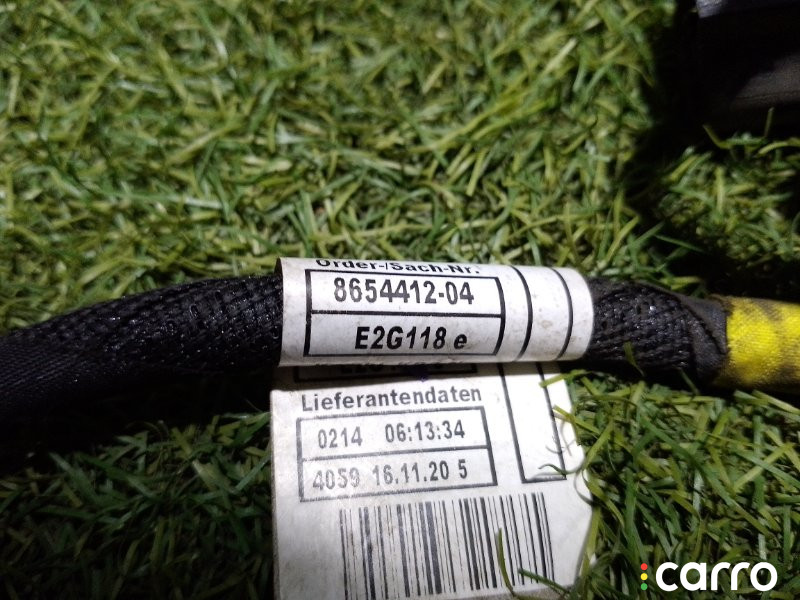 Order-/Sach-Nr.
8654412-04
E2G118 e
Lieferantendaten
0214 06:13:34
4059 16.11.20 5
carro